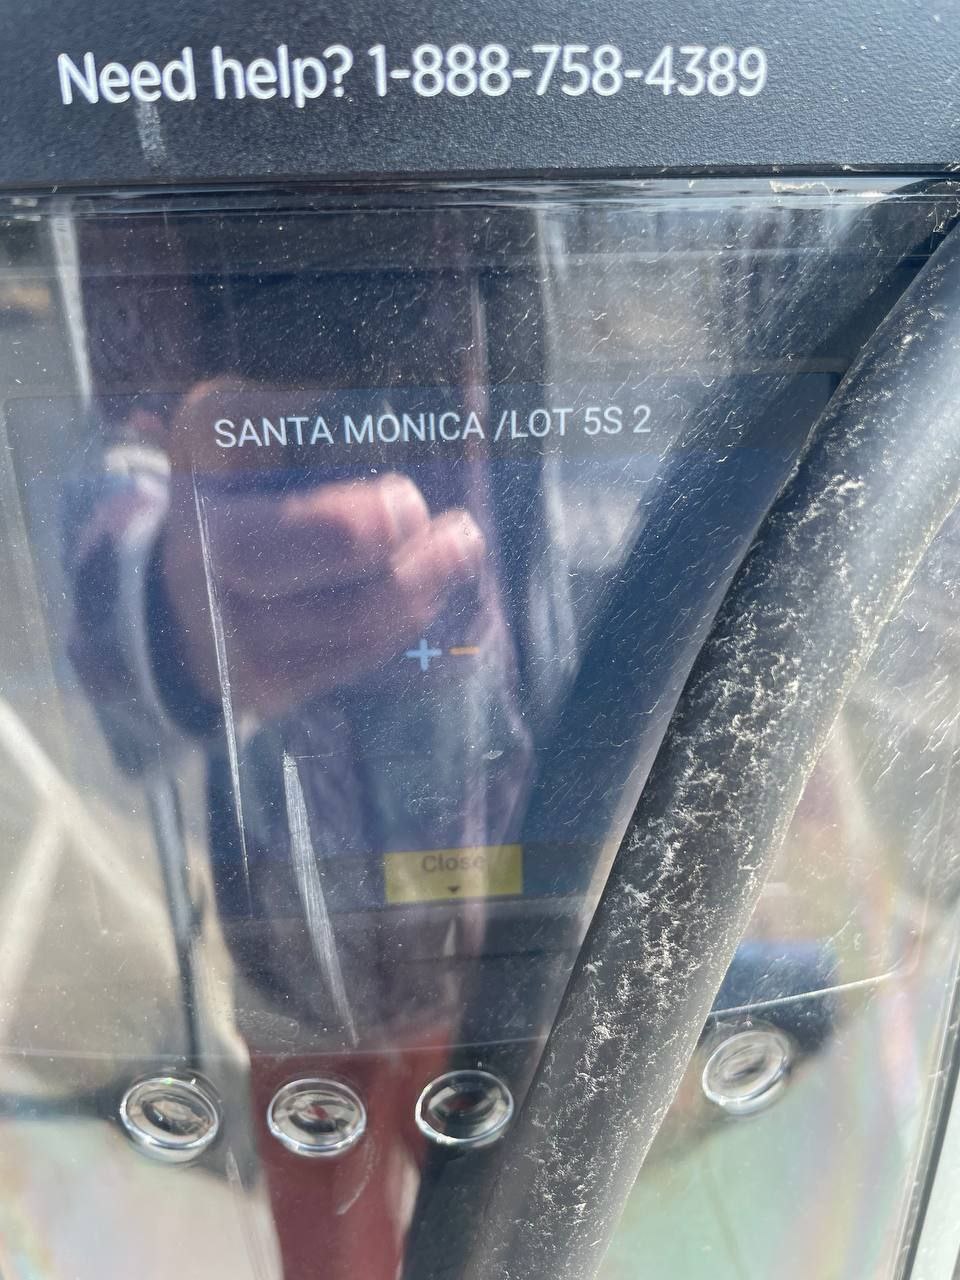 Need help? 1-888-758-4389
SANTA MONICA /LOT 5S 2
+ -
Close